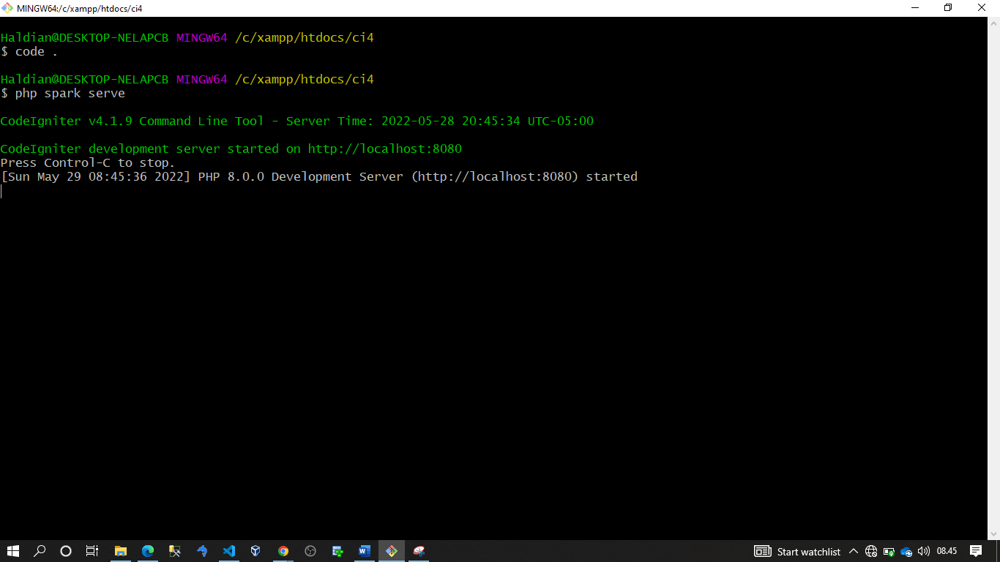 MINGW64:/c/xampp/htdocs/ci4
Haldian@DESKTOP-NELAPCB MINGW64 /c/xampp/htdocs/ci4
$ code .
Haldian@DESKTOP-NELAPCB MINGW64 /c/xampp/htdocs/ci4
$ php spark serve
CodeIgniter v4.1.9 Command Line Tool - Server Time: 2022-05-28 20:45:34 UTC-05:00
CodeIgniter development server started on http://localhost:8080
Press Control-C to stop.
[Sun May 29 08:45:36 2022] PHP 8.0.0 Development Server (http://localhost:8080) started
Start watchlist
08.45